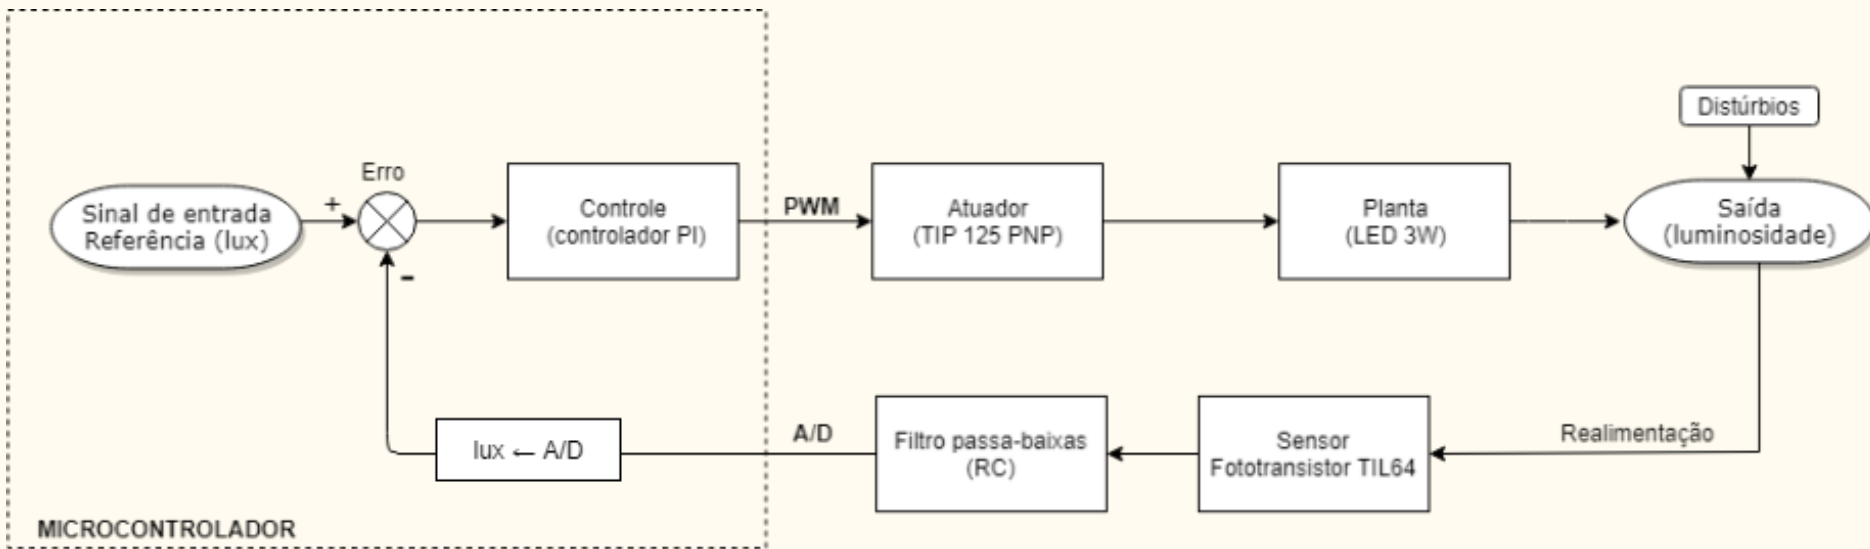 Distúrbios
Erro
+
Sinal de entrada
Referência (lux)
Controle
(controlador PI)
PWM
Atuador
(TIP 125 PNP)
Planta
(LED 3W)
Saída
(luminosidade)
-
lux ← A/D
A/D
Filtro passa-baixas
(RC)
Sensor
Fototransistor TIL64
Realimentação
MICROCONTROLADOR